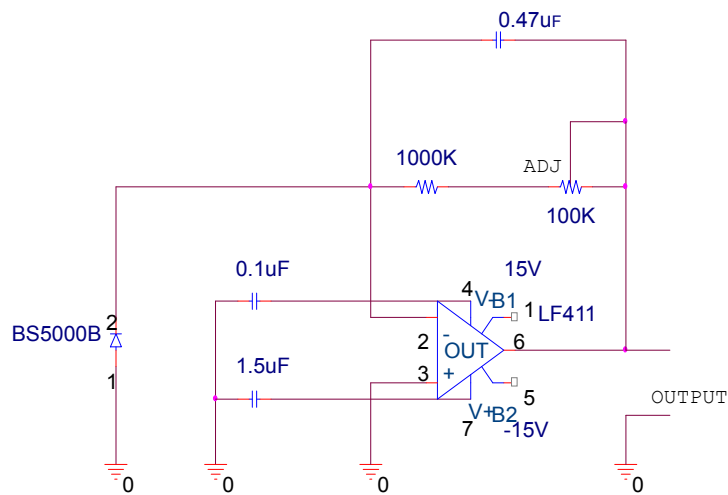 0.47uF
1000K
ADJ
100K
0.1uF
15V
4
V-
B1
1
LF411
2
BS5000B
2
-
OUT
6
1
1.5uF
3
+
5
OUTPUT
V+
B2
7
-15V
0
0
0
0